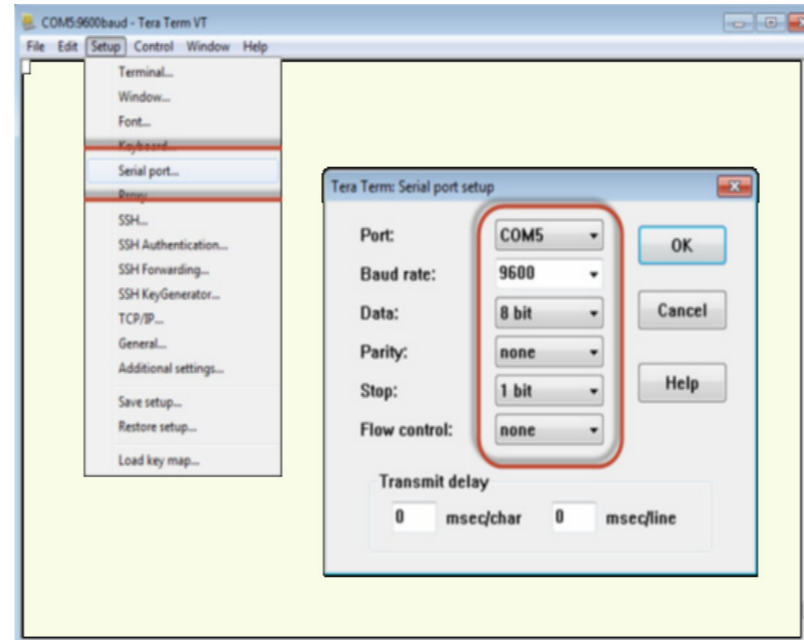 COM5:9600baud - Tera Term VT
File Edit Setup Control Window Help
Terminal...
Window...
Font...
Keyboard...
Serial port...
Proxy...
SSH...
SSH Authentication...
SSH Forwarding...
SSH KeyGenerator...
TCP/IP...
General...
Additional settings...
Save setup...
Restore setup...
Load key map...
Tera Term: Serial port setup
Port: COM5 OK
Baud rate: 9600
Data: 8 bit Cancel
Parity: none
Stop: 1 bit Help
Flow control: none
Transmit delay
0 msec/char 0 msec/line